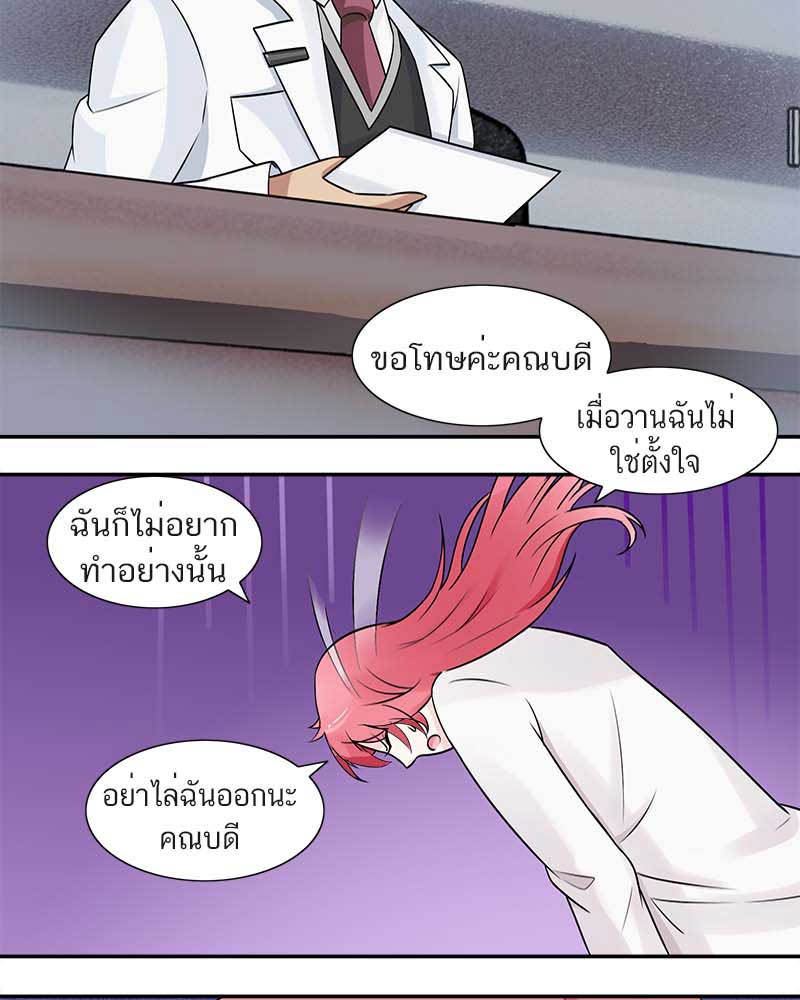 ขอโทษค่ะคณบดี
เมื่อวานฉันไม่
ใช่ตั้งใจ
ฉันก็ไม่อยาก
ทำอย่างนั้น
อย่าไล่ฉันออกนะ
คณบดี